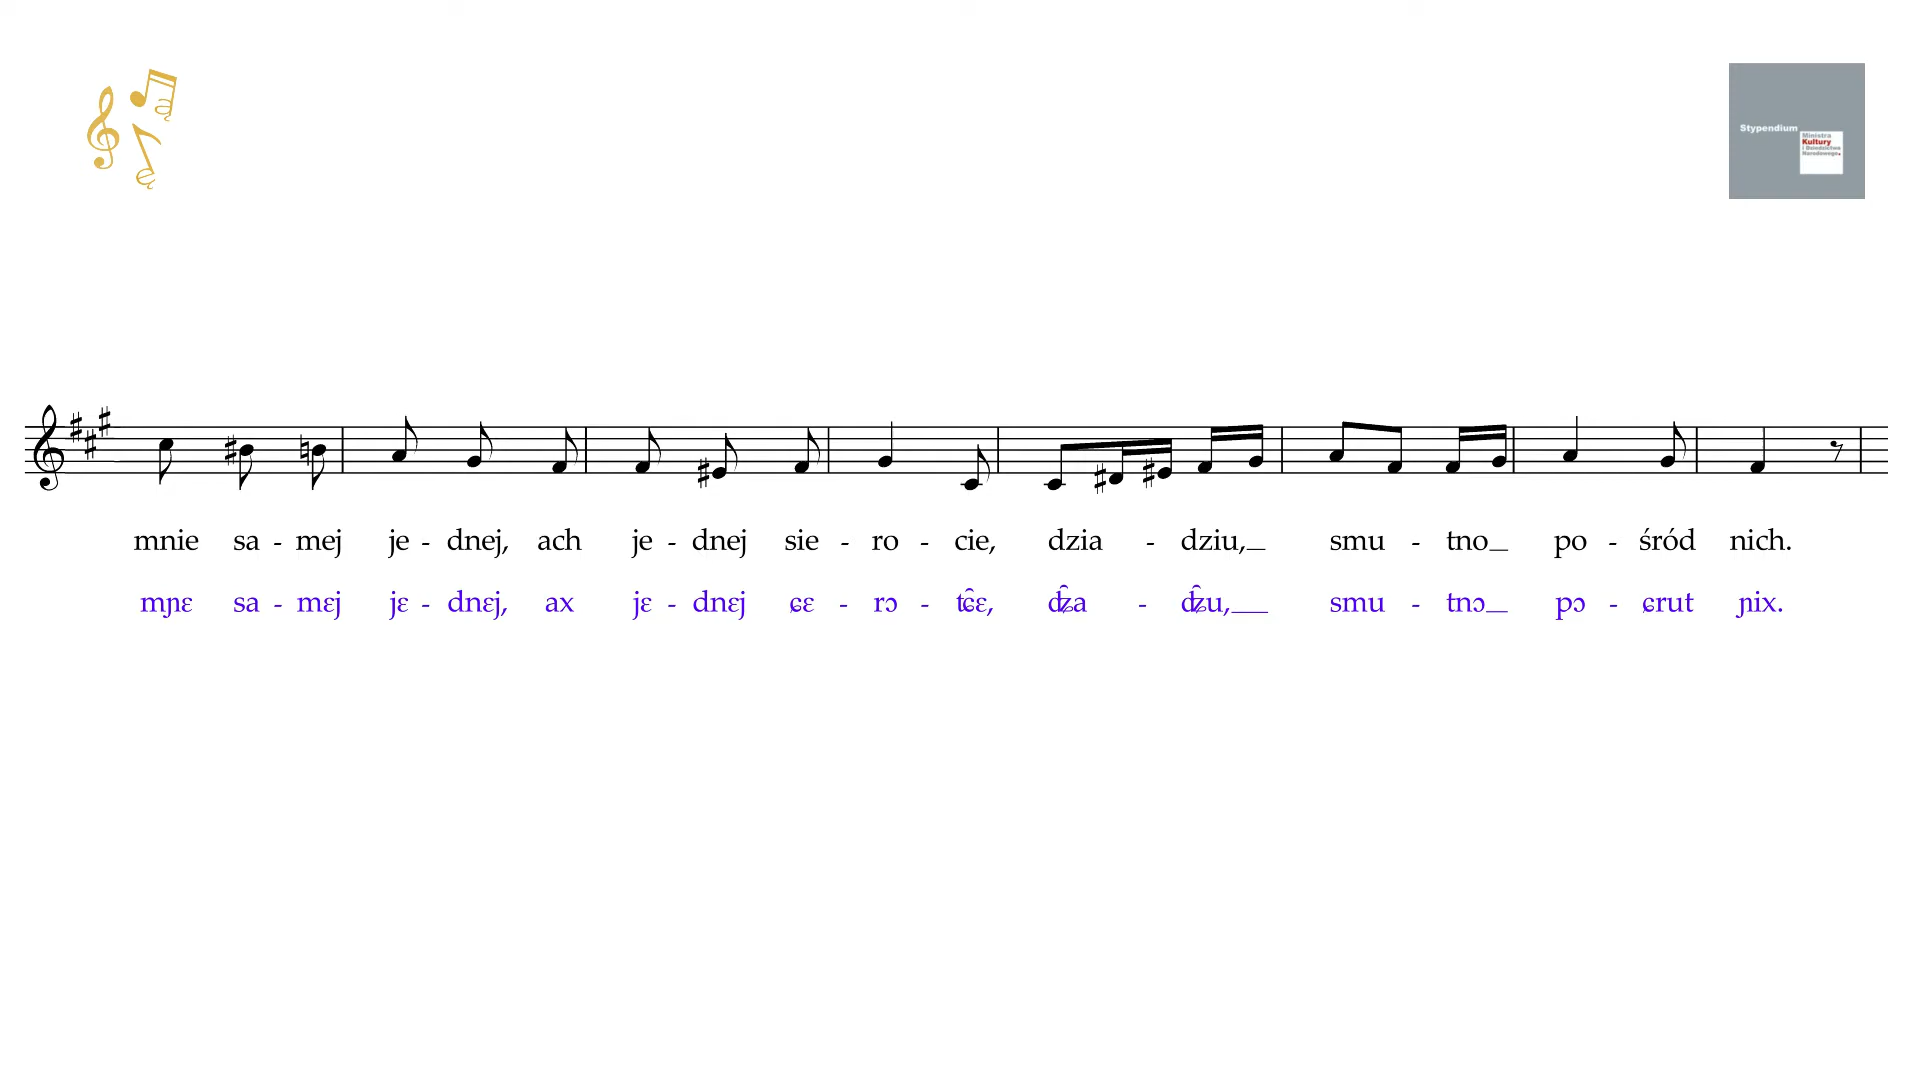 Stypendium
Ministra
Kultury
i Dziedzictwa
Narodowego.
mnie sa - mej je - dnej, ach je - dnej sie - ro - cie, dzia - dziu,_ smu - tno_ po - śród nich.
mɲɛ sa - mɛj jɛ - dnɛj, ax jɛ - dnɛj ɕɛ - rɔ - t͡ɕɛ, d͡ʑa - d͡ʑu,__ smu - tnɔ_ pɔ - ɕrut ɲix.